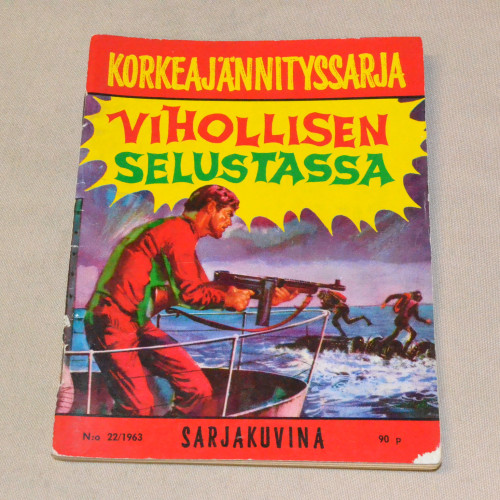 KORKEAJÄNNITYSSARJA
VIHOLLISEN
SELUSTASSA
N:o 22/1963 SARJAKUVINA 90 p